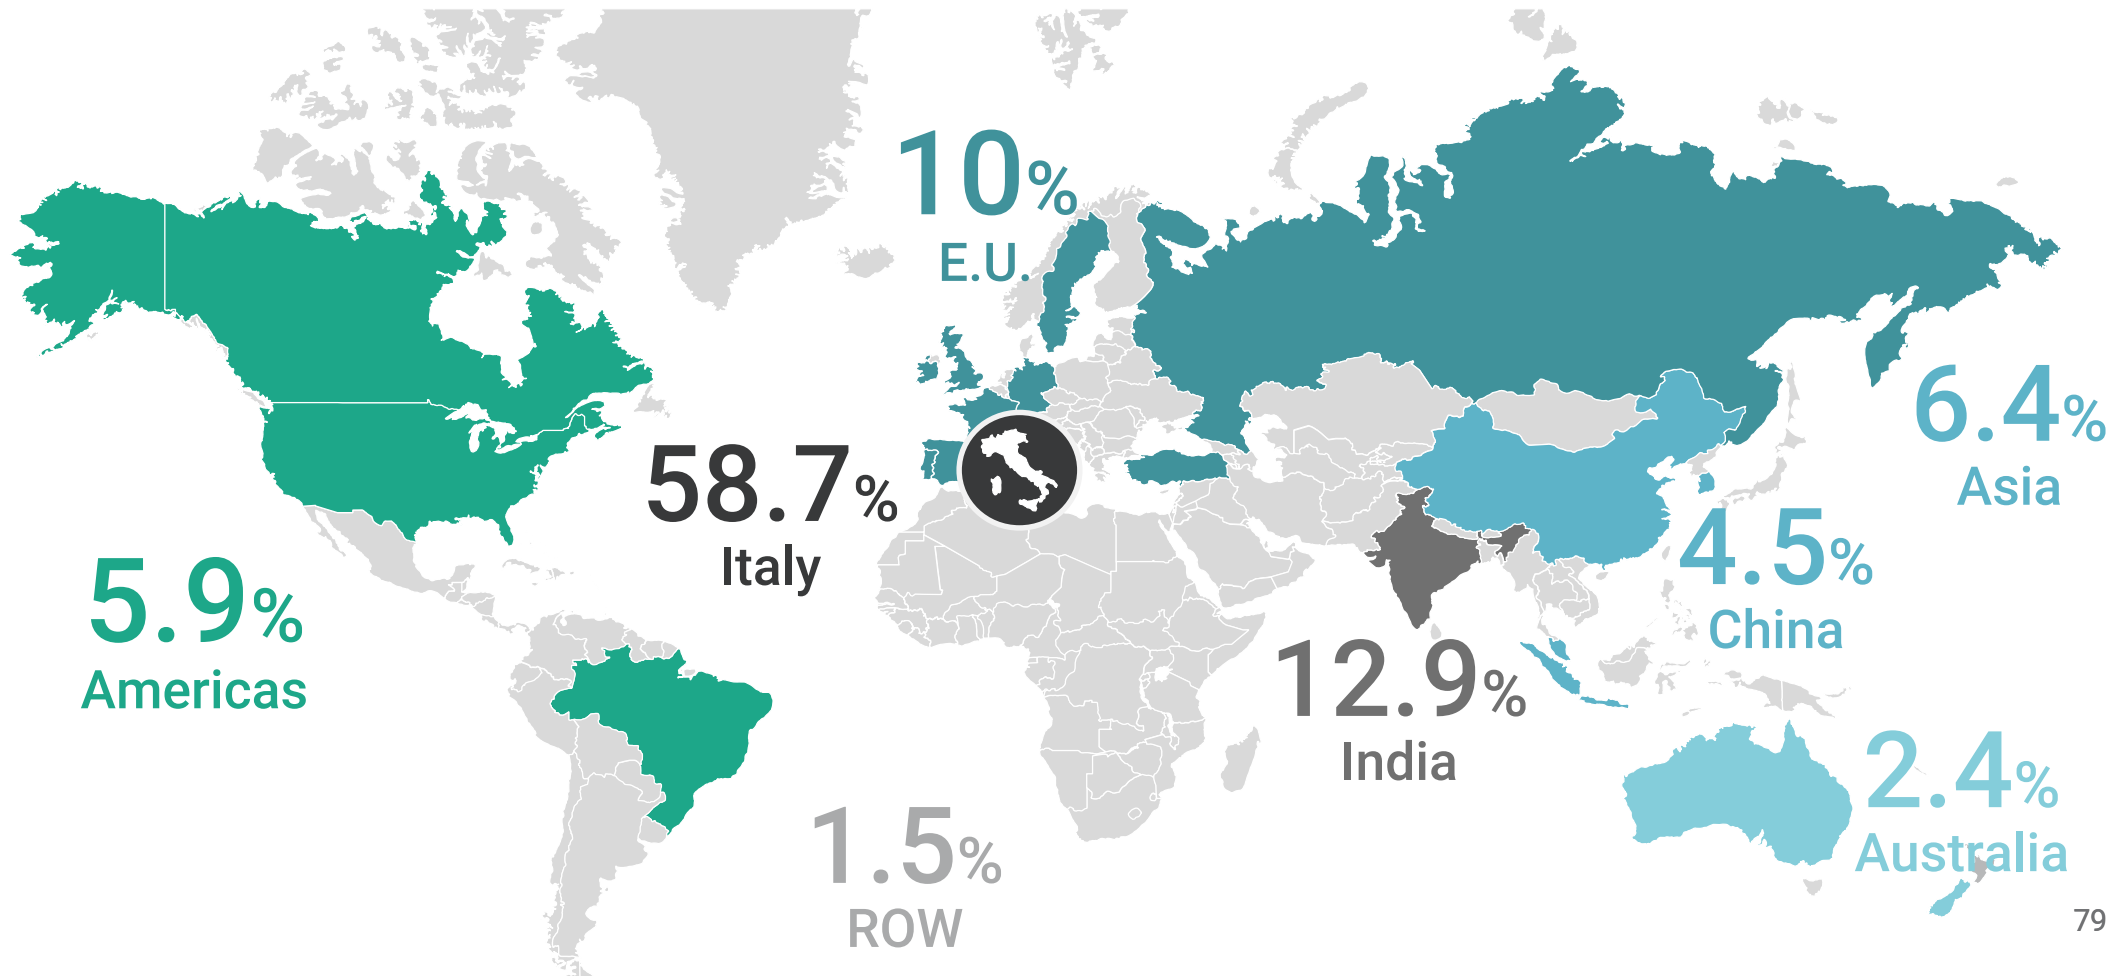 10%
E.U.
6.4%
Asia
58.7%
Italy
4.5%
China
5.9%
Americas
12.9%
India
2.4%
Australia
1.5%
ROW
79